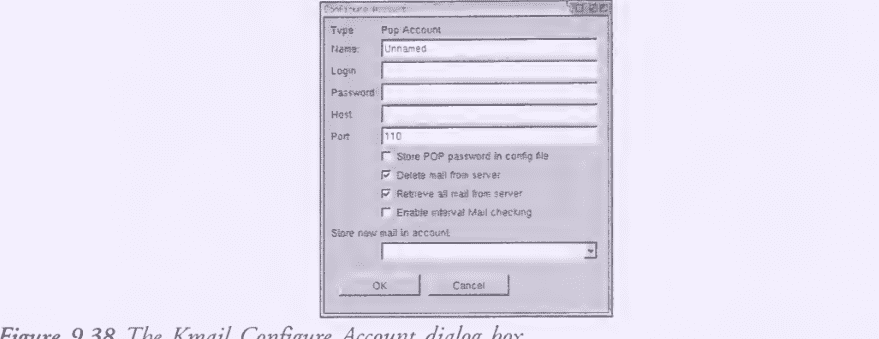 Configure Account
Type Pop Account
Name: Unnamed
Login
Password
Host
Port 110
Store POP password in config file
Delete mail from server
Retrieve all mail from server
Enable interval Mail checking
Store new mail in account
OK Cancel
Figure 9.38 The Kmail Configure Account dialog box